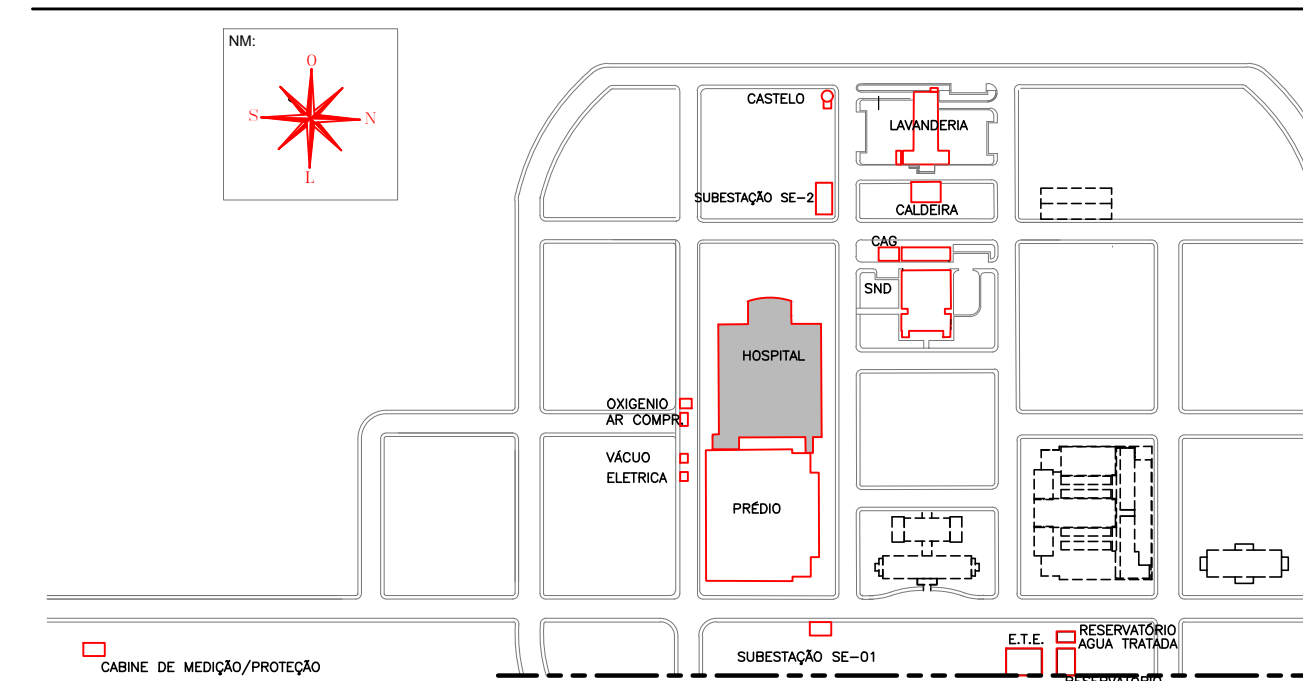 NM:
O
S
N
L
CASTELO
LAVANDERIA
SUBESTAÇÃO SE-2
CALDEIRA
CAG
SND
HOSPITAL
OXIGENIO
AR COMPR.
VÁCUO
ELETRICA
PRÉDIO
RESERVATÓRIO
AGUA TRATADA
E.T.E.
SUBESTAÇÃO SE-01
CABINE DE MEDIÇÃO/PROTEÇÃO
RESERVATÓRIO